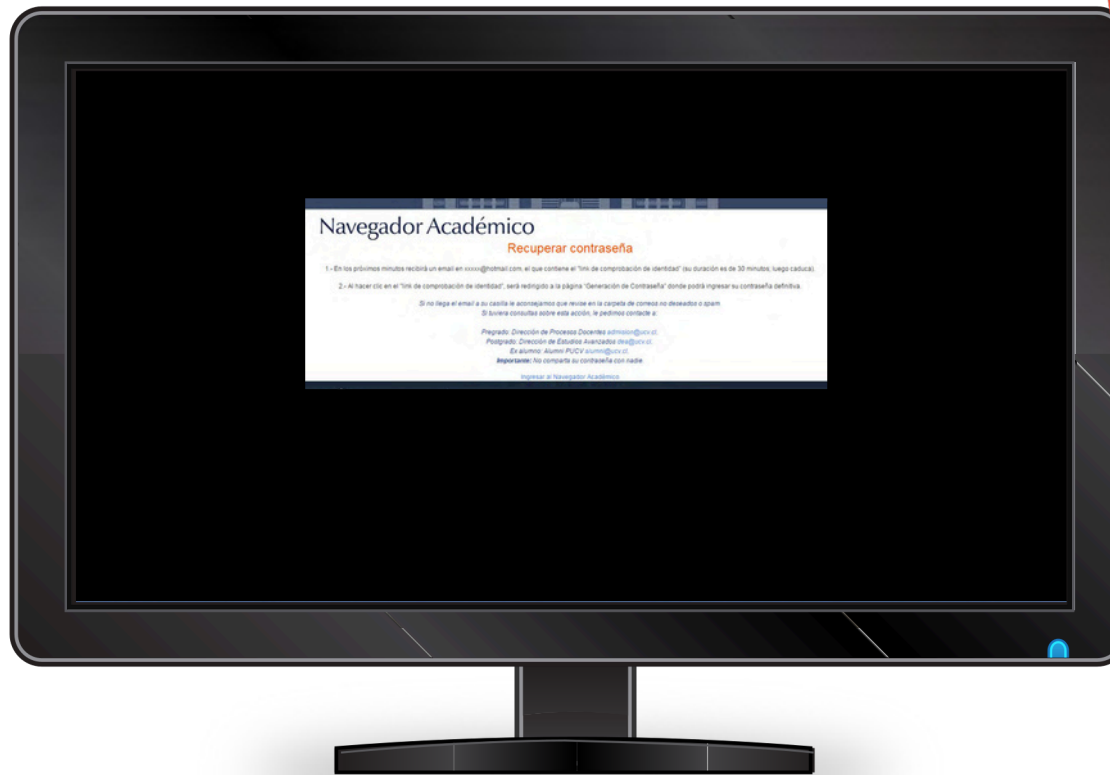 Navegador Académico
Recuperar contraseña
1.- En los próximos minutos recibirá un email en xxxxx@hotmail.com, el que contiene el "link de comprobación de identidad" (su duración es de 30 minutos, luego caduca).
2.- Al hacer clic en el "link de comprobación de identidad", será redirigido a la página "Generación de Contraseña" donde podrá ingresar su contraseña definitiva.
Si no llega el email a su casilla le aconsejamos que revise en la carpeta de correos no deseados o spam.
Si tuviera consultas sobre esta acción, le pedimos contacte a:
Pregrado: Dirección de Procesos Docentes admision@ucv.cl.
Postgrado: Dirección de Estudios Avanzados dea@ucv.cl.
Ex alumno: Alumni PUCV alumni@ucv.cl.
Importante: No comparta su contraseña con nadie
Ingresar al Navegador Académico